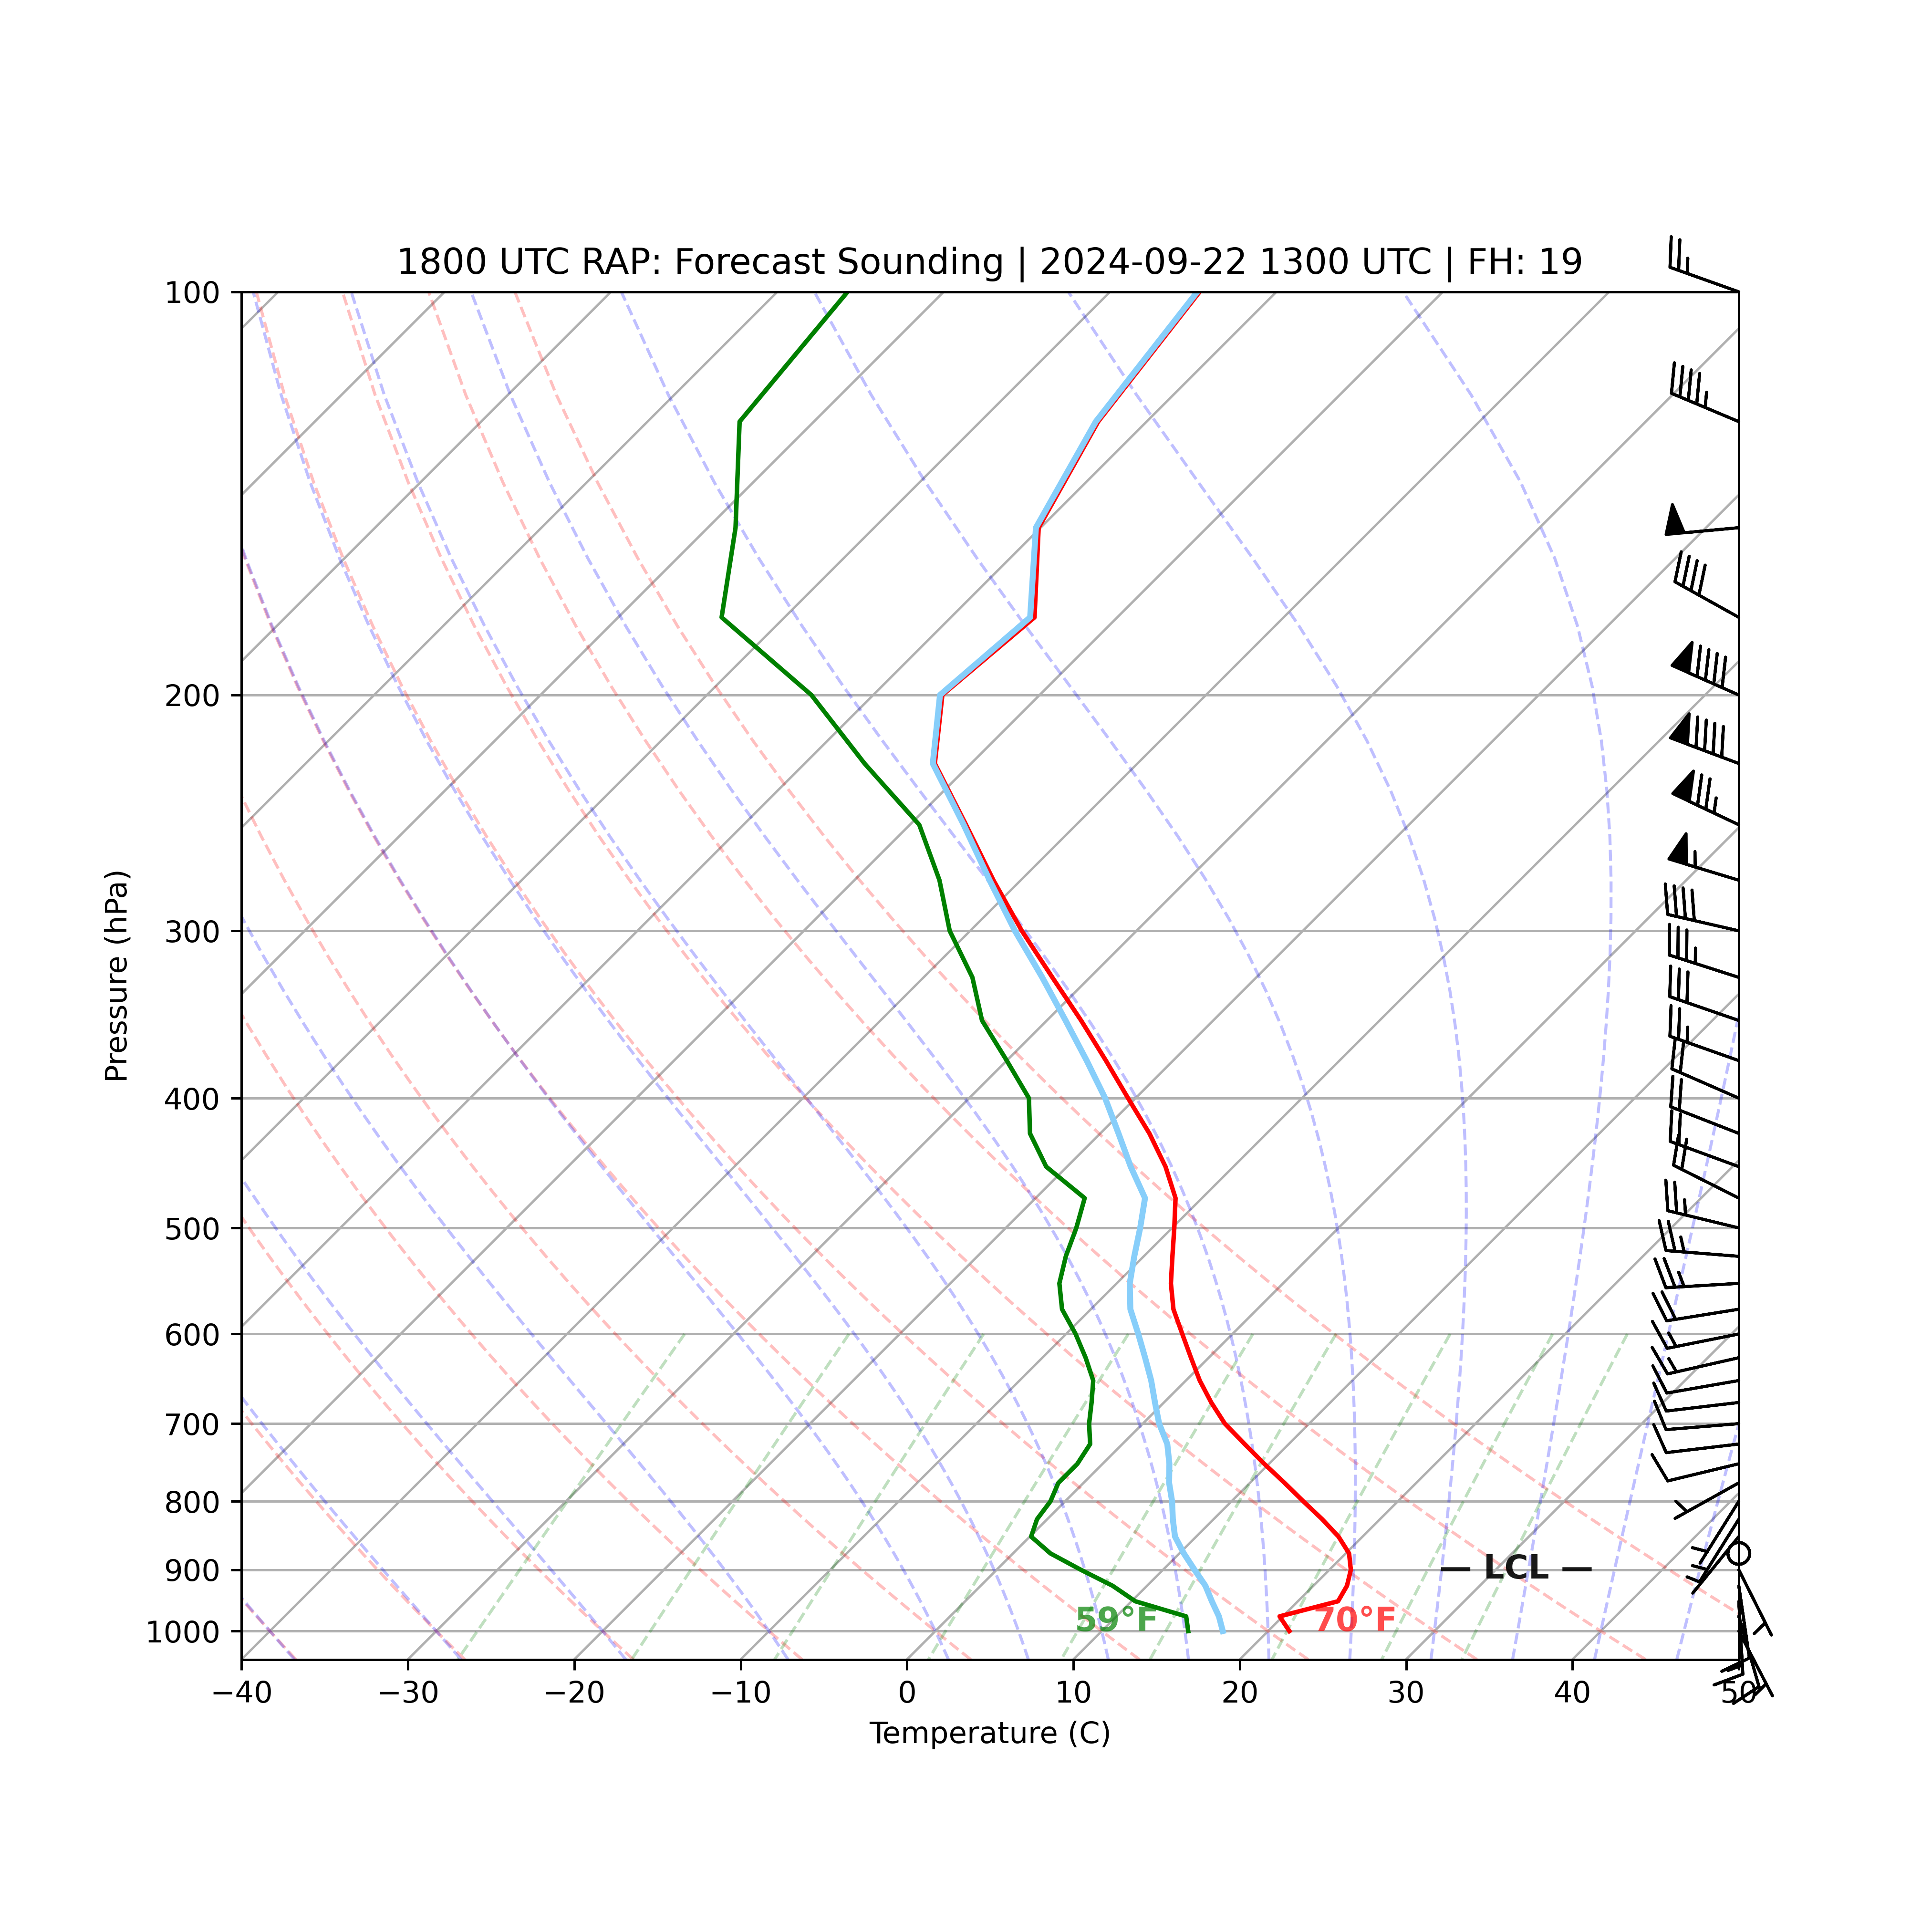 1800 UTC RAP: Forecast Sounding | 2024-09-22 1300 UTC | FH: 19
100
200
300
400
500
600
700
800
900
1000
Pressure (hPa)
— LCL —
59°F
70°F
−40 −30 −20 −10 0 10 20 30 40 50
Temperature (C)